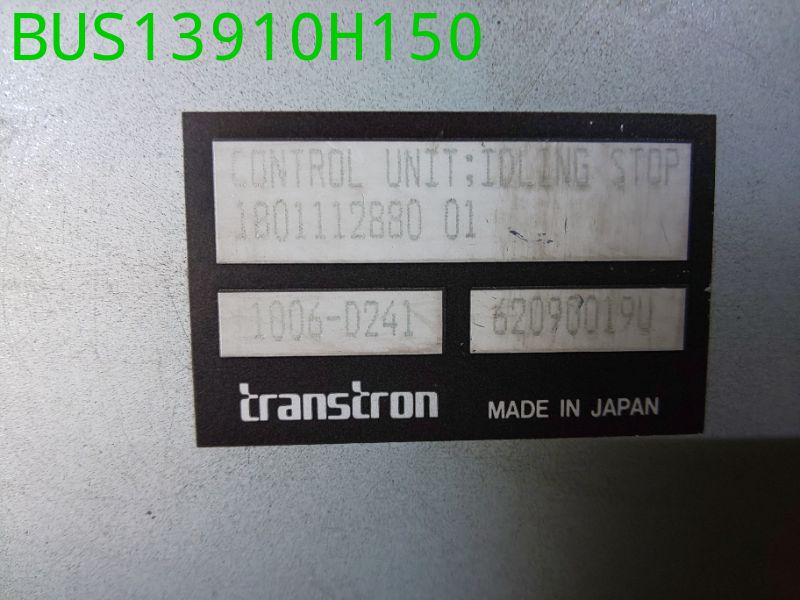 BUS13910H150
CONTROL UNIT;IDLING STOP
1801112880 01
1006-D241
62090019U
transtron
MADE IN JAPAN